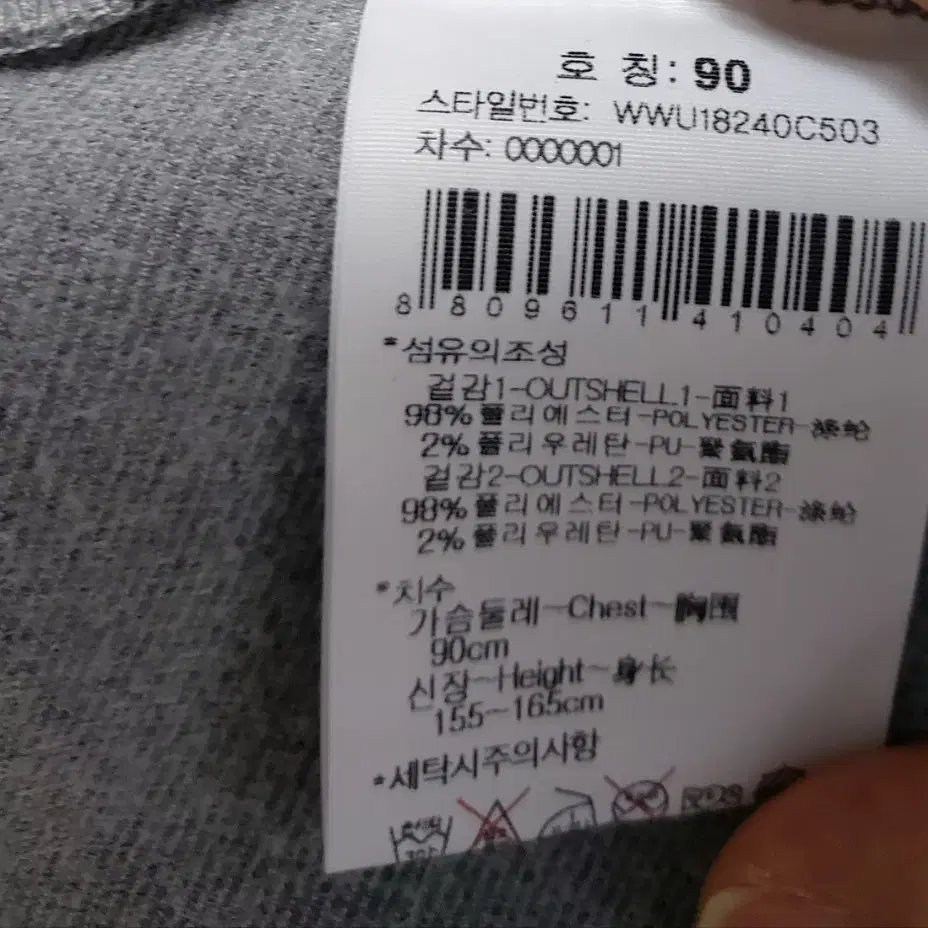 호 칭: 90
스타일번호: WWU18240C503
차수: 0000001
8 809611 410404
*섬유의조성
겉감1-OUTSHELL1-面料1
98% 폴리에스터-POLYESTER-涤纶
2% 폴리우레탄-PU-聚氨酯
겉감2-OUTSHELL2-面料2
98% 폴리에스터-POLYESTER-涤纶
2% 폴리우레탄-PU-聚氨酯
*치수
가슴둘레-Chest-胸围
90cm
신장-Height-身长
155-165cm
*세탁시주의사항